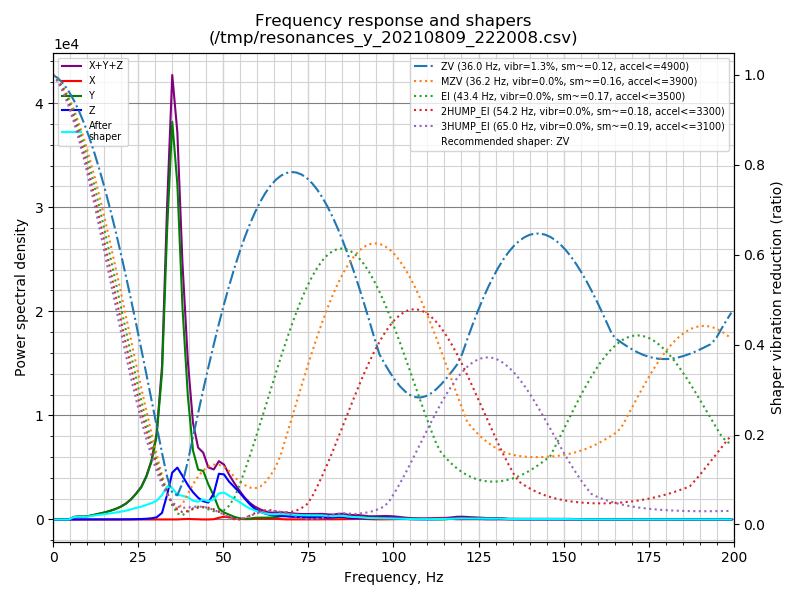 Frequency response and shapers
(/tmp/resonances_y_20210809_222008.csv)
1e4
X+Y+Z
X
Y
Z
After
shaper
ZV (36.0 Hz, vibr=1.3%, sm~=0.12, accel<=4900)
MZV (36.2 Hz, vibr=0.0%, sm~=0.16, accel<=3900)
EI (43.4 Hz, vibr=0.0%, sm~=0.17, accel<=3500)
2HUMP_EI (54.2 Hz, vibr=0.0%, sm~=0.18, accel<=3300)
3HUMP_EI (65.0 Hz, vibr=0.0%, sm~=0.19, accel<=3100)
Recommended shaper: ZV
4
3
2
1
0
Power spectral density
1.0
0.8
0.6
0.4
0.2
0.0
Shaper vibration reduction (ratio)
0 25 50 75 100 125 150 175 200
Frequency, Hz